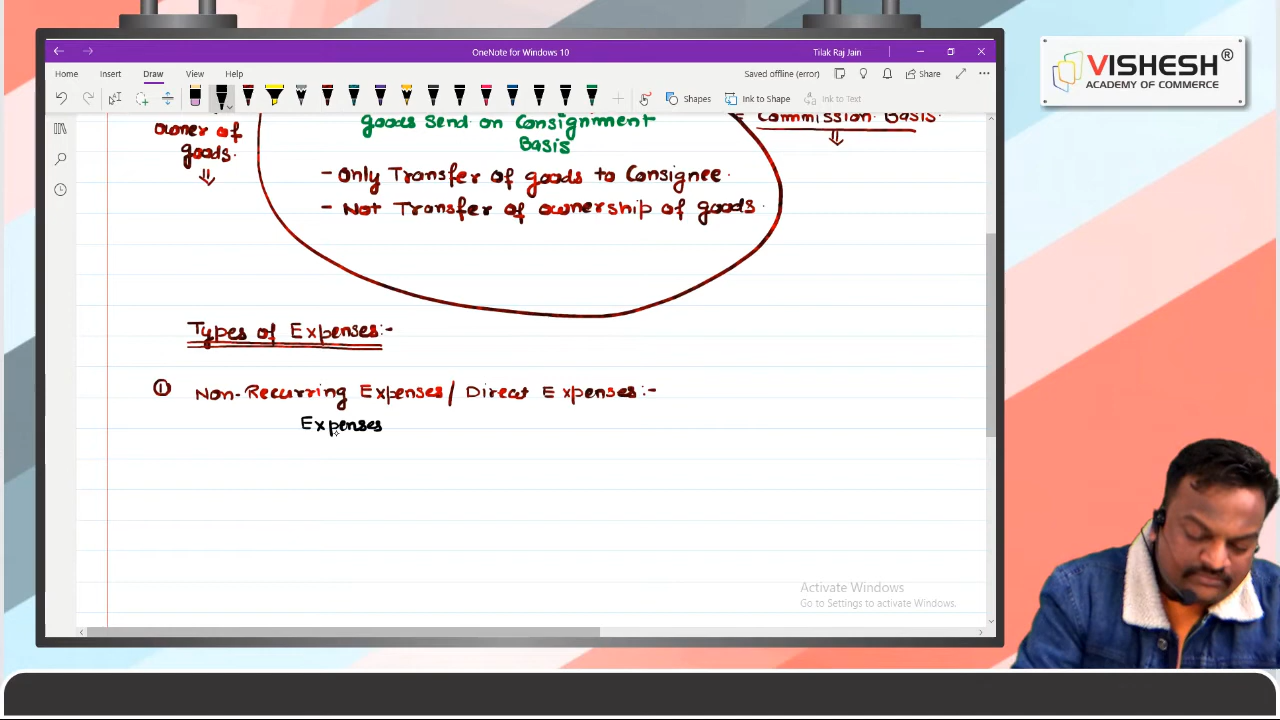 OneNote for Windows 10
Tilak Raj Jain
Home Insert Draw View Help
Saved offline (error)
Share
Shapes
Ink to Shape
Ink to Text
VISHESH®
ACADEMY OF COMMERCE
owner of
goods.
goods Send on Consignment
Basis
- Commission Basis.
- Only Transfer of goods to Consignee.
- Not Transfer of ownership of goods.
Types of Expenses:-
① Non-Recurring Expenses / Direct Expenses:-
Expenses
Activate Windows
Go to Settings to activate Windows.